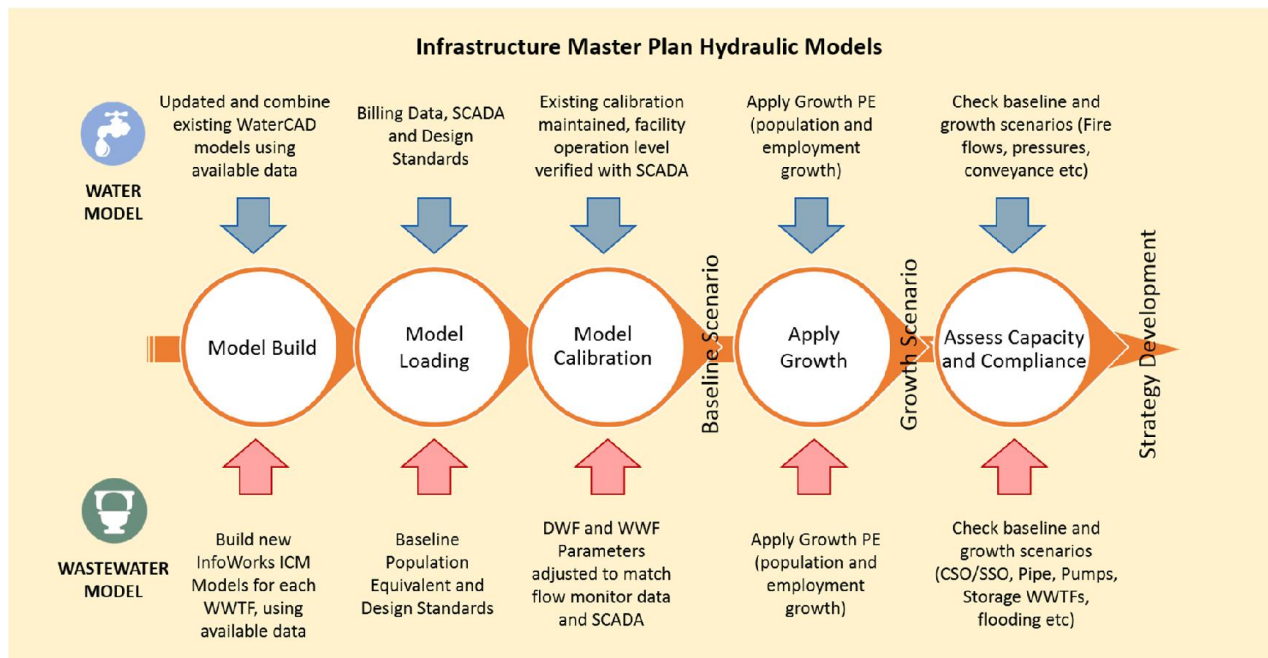 Infrastructure Master Plan Hydraulic Models
WATER
MODEL
Updated and combine
existing WaterCAD
models using
available data
Billing Data, SCADA
and Design
Standards
Existing calibration
maintained, facility
operation level
verified with SCADA
Apply Growth PE
(population and
employment
growth)
Check baseline and
growth scenarios (Fire
flows, pressures,
conveyance etc)
Model Build
Model
Loading
Model
Calibration
Baseline Scenario
Apply
Growth
Growth Scenario
Assess Capacity
and Compliance
Strategy Development
WASTEWATER
MODEL
Build new
InfoWorks ICM
Models for each
WWTF, using
available data
Baseline
Population
Equivalent and
Design Standards
DWF and WWF
Parameters
adjusted to match
flow monitor data
and SCADA
Apply Growth PE
(population and
employment
growth)
Check baseline and
growth scenarios
(CSO/SSO, Pipe, Pumps,
Storage WWTFs,
flooding etc)